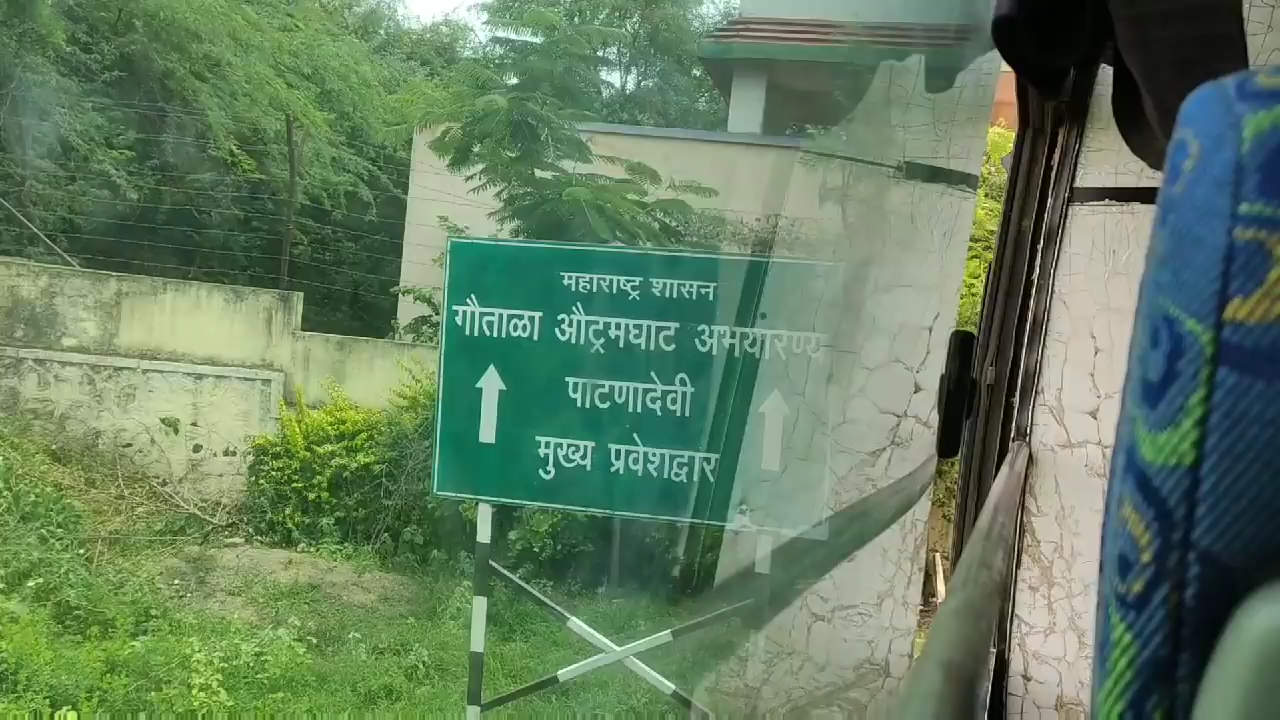 महाराष्ट्र शासन
गौताळा औट्रमघाट अभयारण्य
पाटणादेवी
मुख्य प्रवेशद्वार